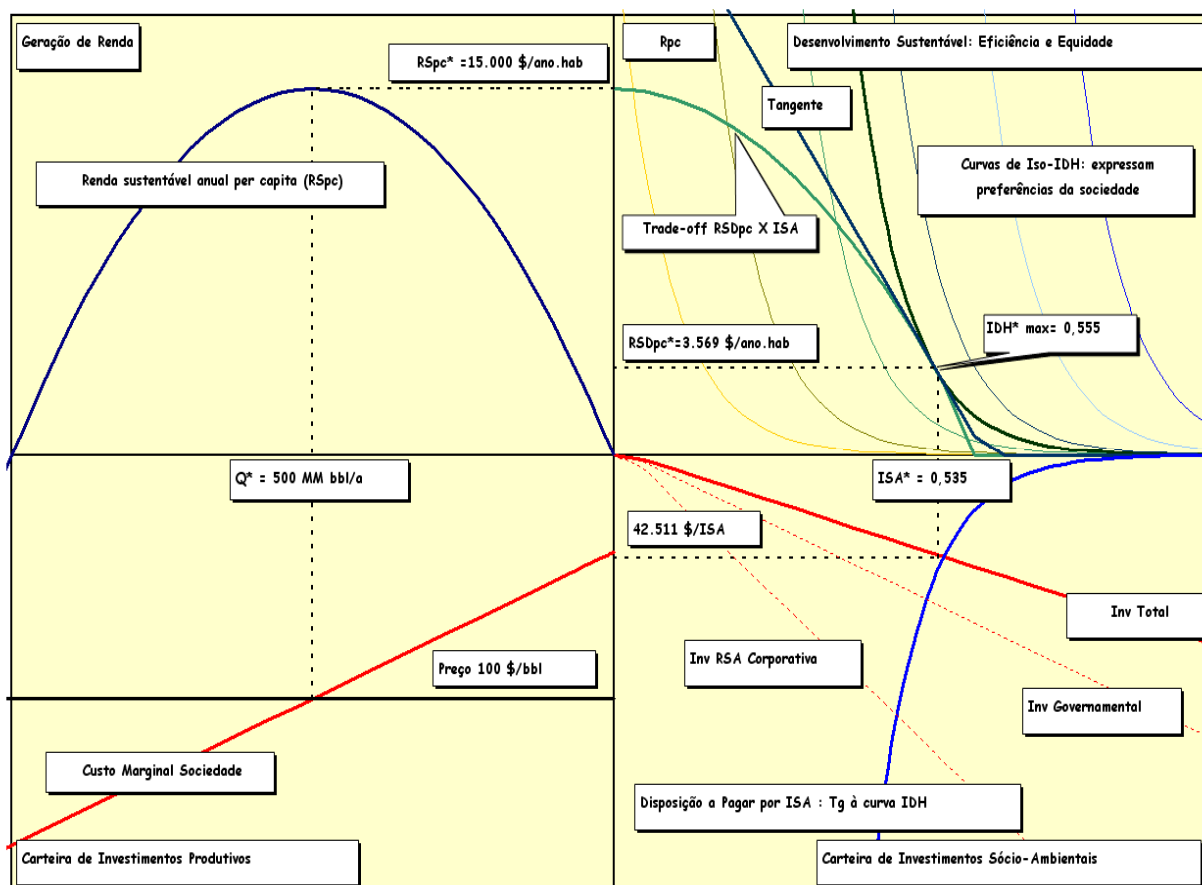 Geração de Renda
RSpc* =15.000 $/ano.hab
Rpc
Desenvolvimento Sustentável: Eficiência e Equidade
Tangente
Renda sustentável anual per capita (RSpc)
Curvas de Iso-IDH: expressam
preferências da sociedade
Trade-off RSDpc X ISA
RSDpc*=3.569 $/ano.hab
IDH* max= 0,555
Q* = 500 MM bbl/a
ISA* = 0,535
42.511 $/ISA
Inv Total
Preço 100 $/bbl
Inv RSA Corporativa
Inv Governamental
Custo Marginal Sociedade
Disposição a Pagar por ISA : Tg à curva IDH
Carteira de Investimentos Produtivos
Carteira de Investimentos Sócio-Ambientais